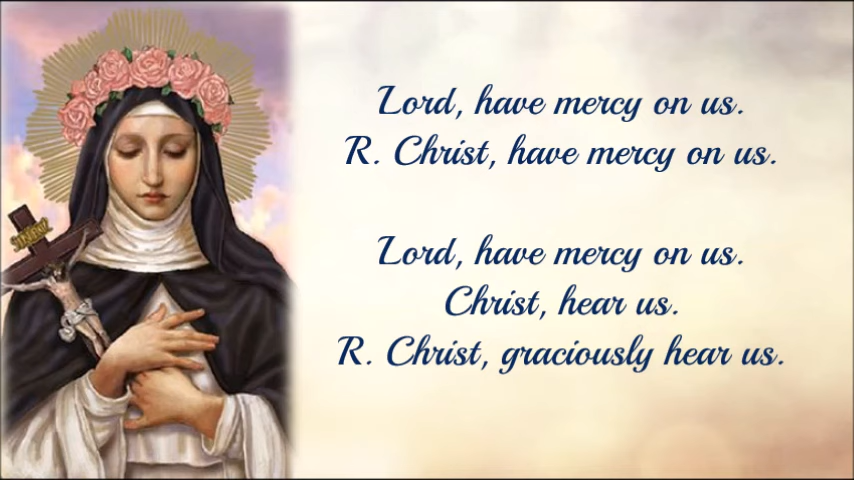 Lord, have mercy on us.
R. Christ, have mercy on us.
Lord, have mercy on us.
Christ, hear us.
R. Christ, graciously hear us.